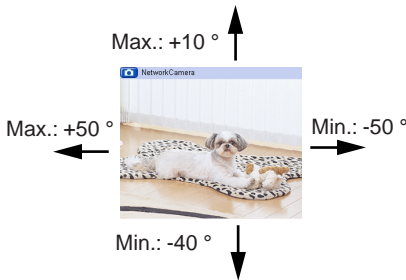 Max.: +10 °
NetworkCamera
Max.: +50 °
Min.: -50 °
Min.: -40 °